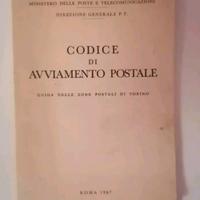 MINISTERO DELLE POSTE E TELECOMUNICAZIONI
DIREZIONE GENERALE P. T.
CODICE
DI
AVVIAMENTO POSTALE
GUIDA DELLE ZONE POSTALI DI TORINO
ROMA 1967